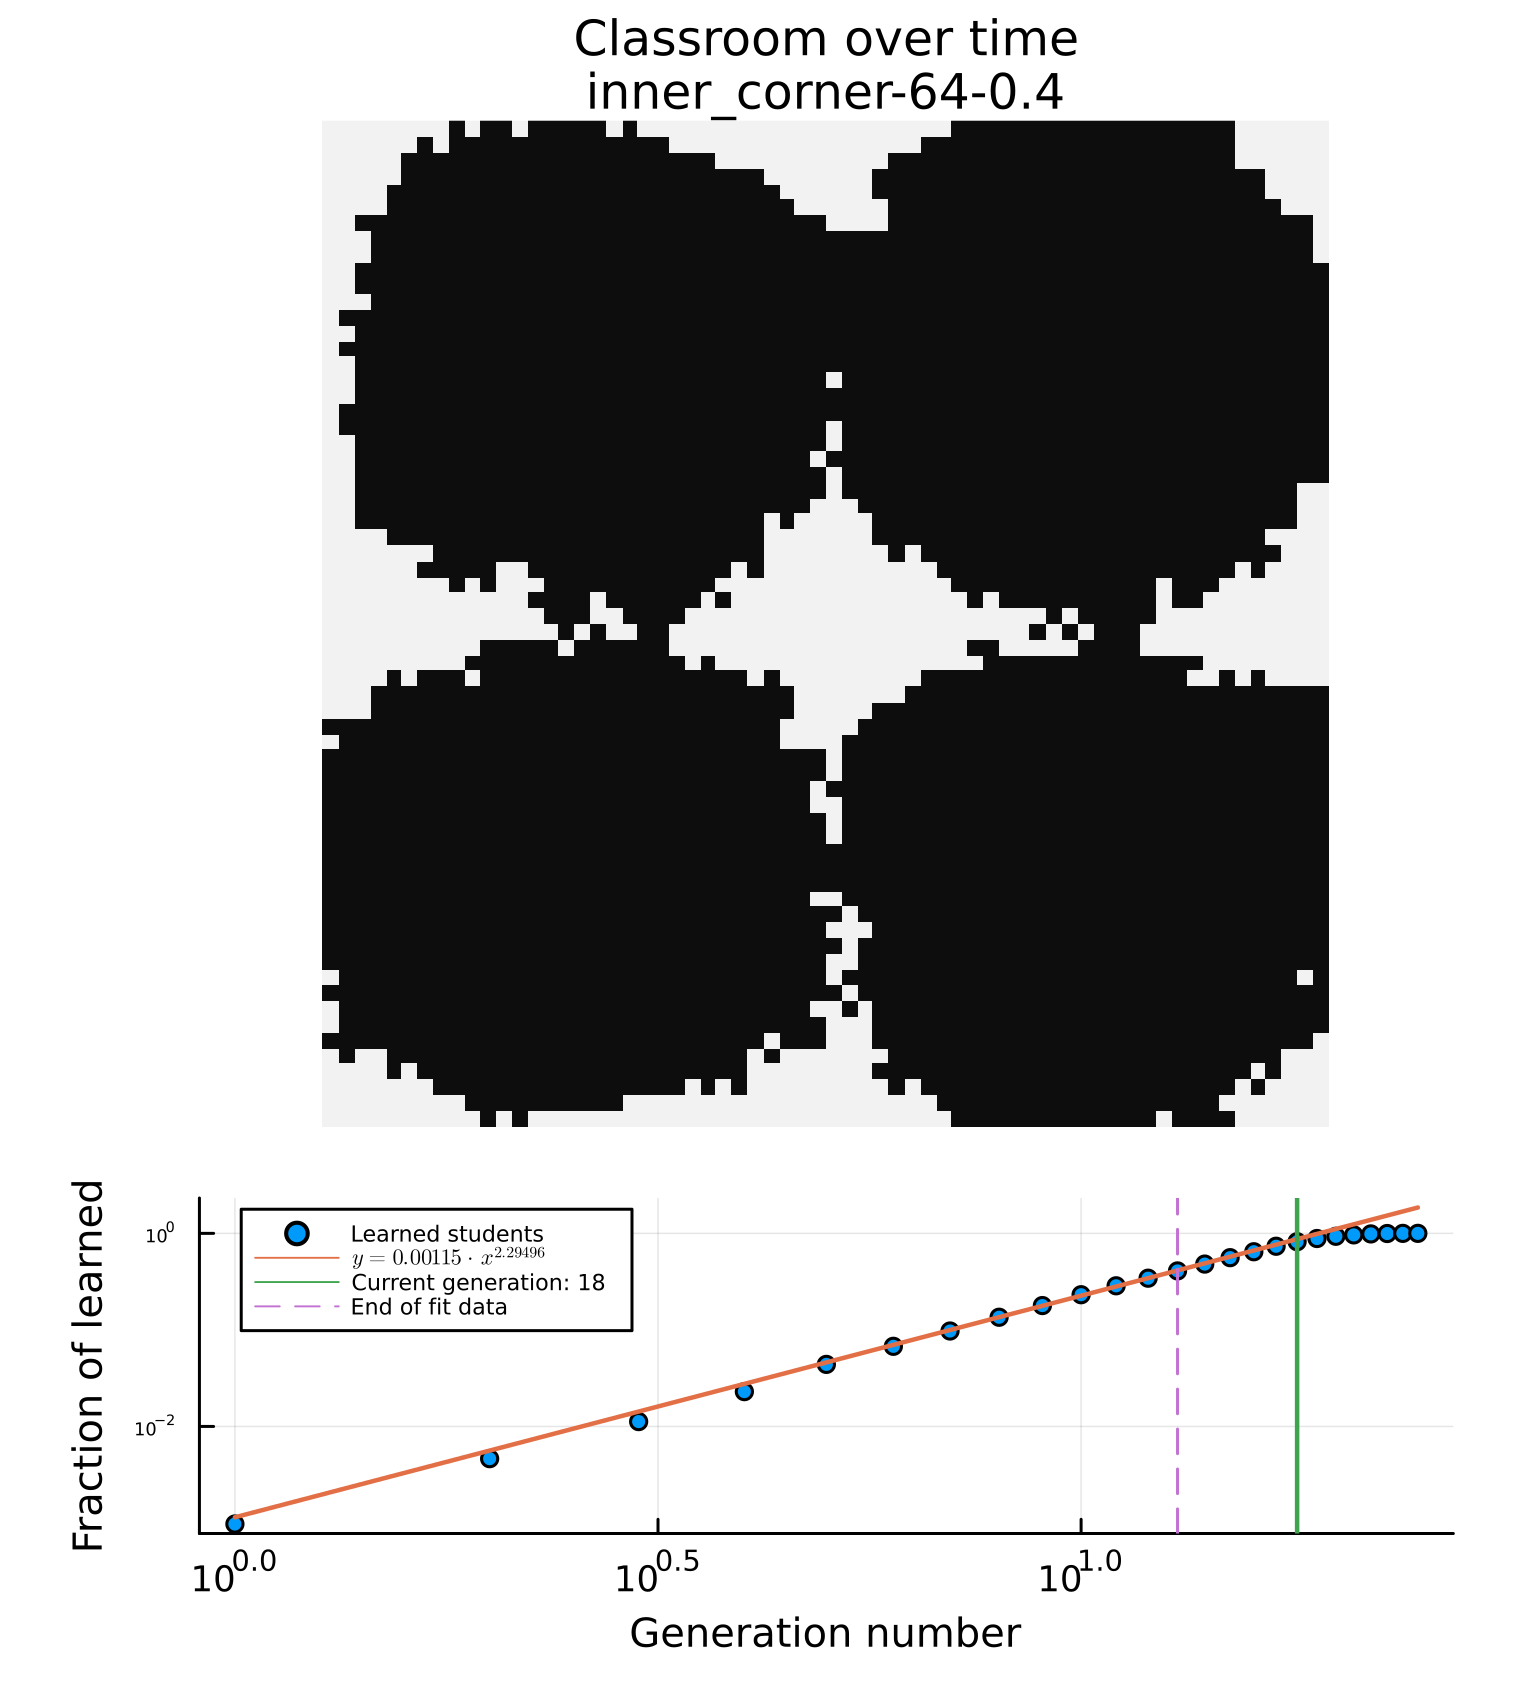 Classroom over time
inner_corner-64-0.4
Fraction of learned
10^0
10^-2
Learned students
y = 0.00115 · x^2.29496
Current generation: 18
End of fit data
10^0.0 10^0.5 10^1.0
Generation number